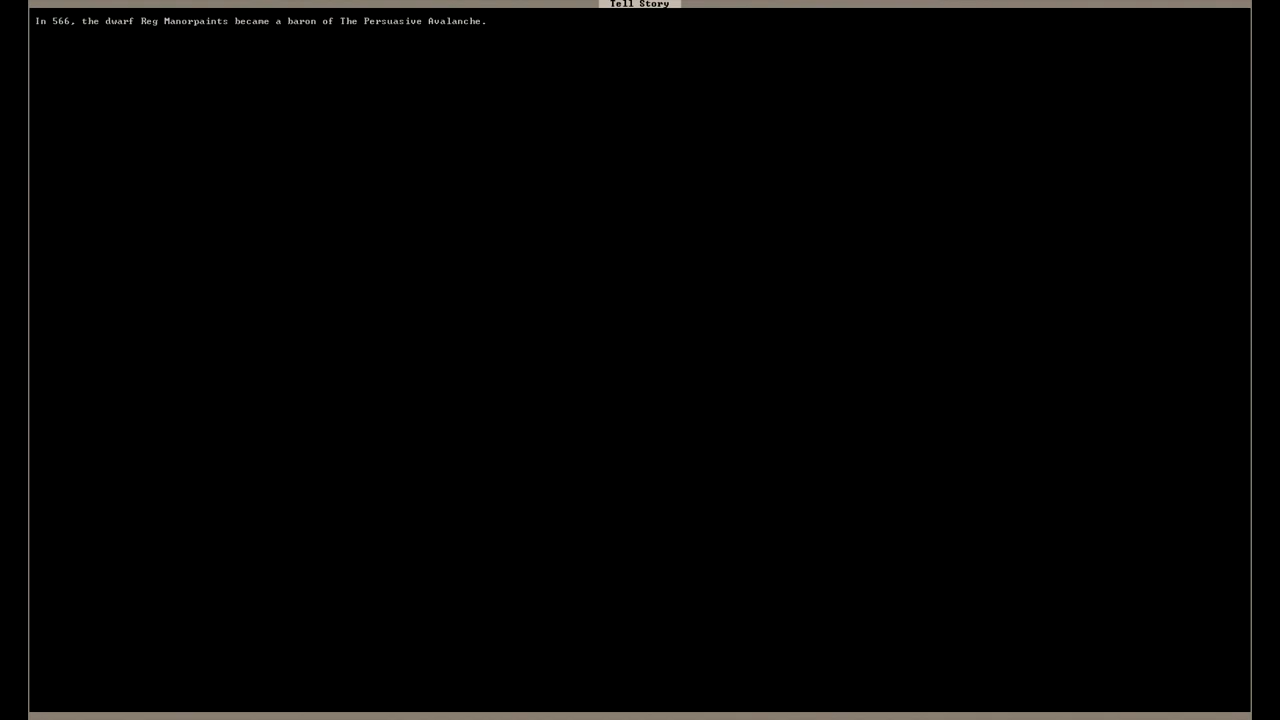 Tell Story
In 566, the dwarf Reg Manorpaints became a baron of The Persuasive Avalanche.